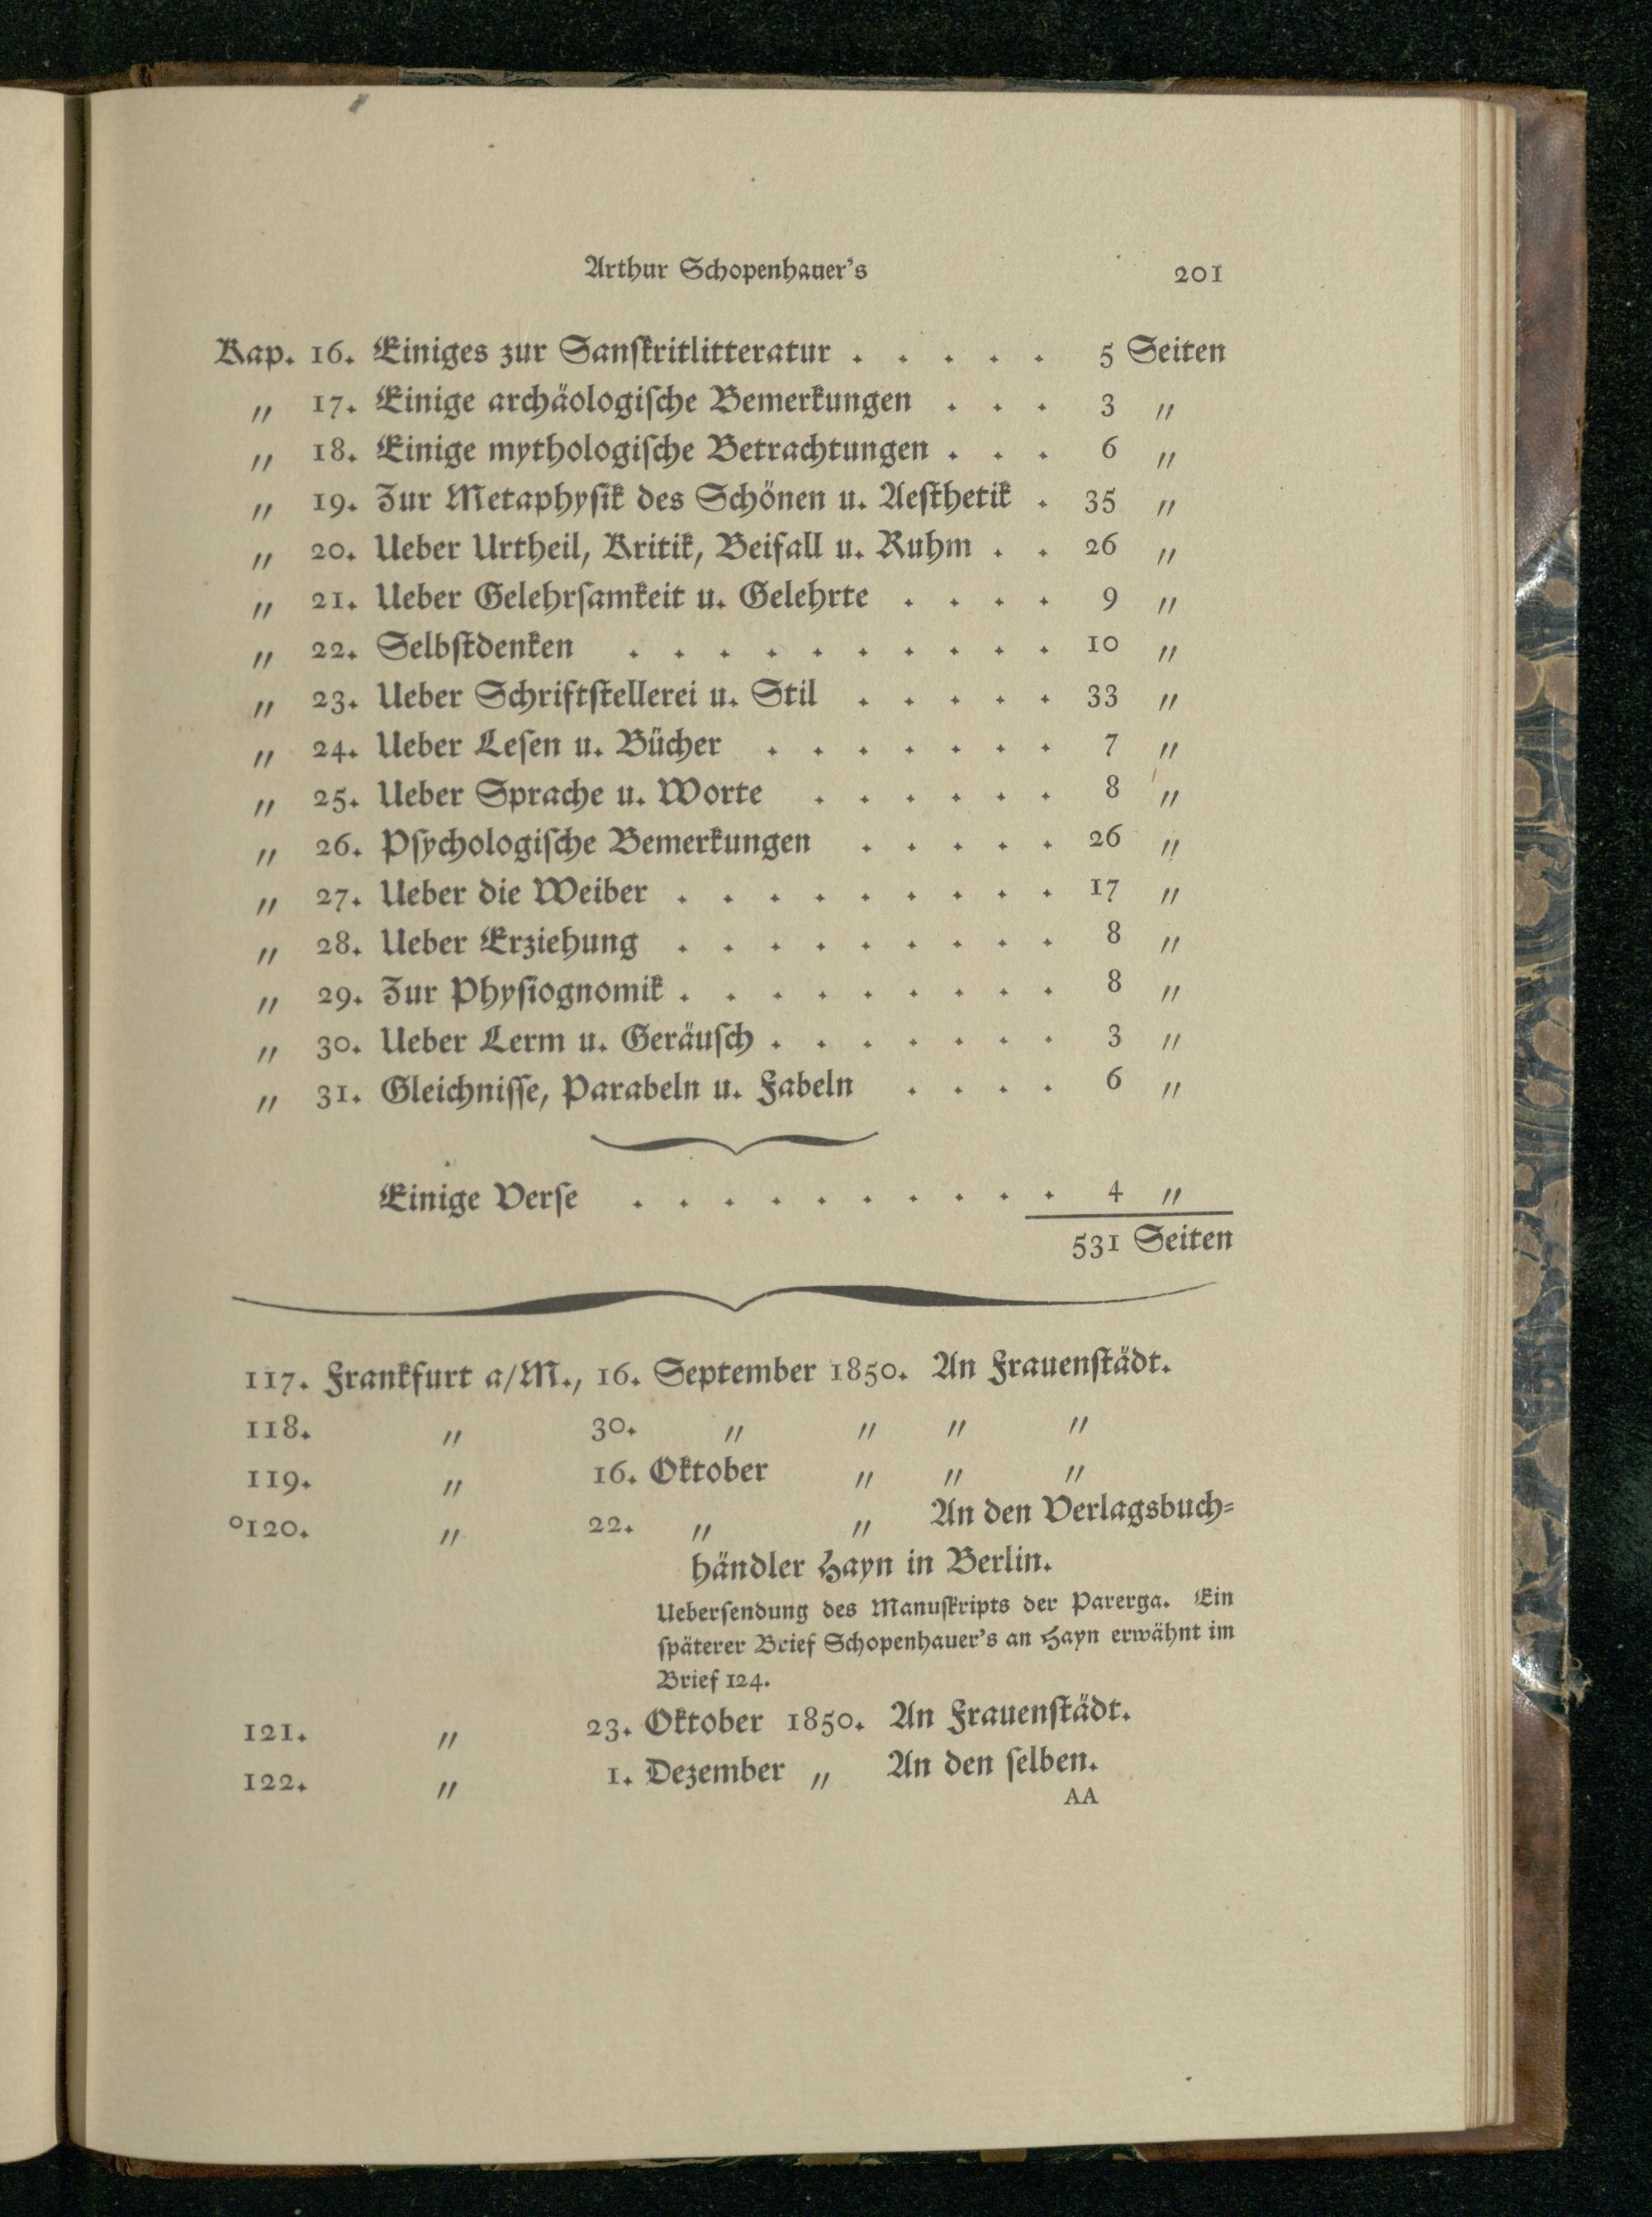 Arthur Schopenhauer's 201
Kap. 16. Einiges zur Sanſkritlitteratur . . . . . 5 Seiten
„ 17. Einige archäologiſche Bemerkungen . . . 3 „
„ 18. Einige mythologiſche Betrachtungen . . . 6 „
„ 19. Zur Metaphyſik des Schönen u. Aeſthetik . 35 „
„ 20. Ueber Urtheil, Kritik, Beifall u. Ruhm . . 26 „
„ 21. Ueber Gelehrſamkeit u. Gelehrte . . . . 9 „
„ 22. Selbſtdenken . . . . . . . . . . 10 „
„ 23. Ueber Schriftſtellerei u. Stil . . . . . 33 „
„ 24. Ueber Leſen u. Bücher . . . . . . . 7 „
„ 25. Ueber Sprache u. Worte . . . . . . 8 „
„ 26. Pſychologiſche Bemerkungen . . . . . 26 „
„ 27. Ueber die Weiber . . . . . . . . . 17 „
„ 28. Ueber Erziehung . . . . . . . . . 8 „
„ 29. Zur Phyſiognomik . . . . . . . . . 8 „
„ 30. Ueber Lerm u. Geräuſch . . . . . . . 3 „
„ 31. Gleichniſſe, Parabeln u. Fabeln . . . . 6 „
Einige Verſe . . . . . . . . . . 4 „
531 Seiten
117. Frankfurt a/M., 16. September 1850. An Frauenſtädt.
118. „ 30. „ „ „ „
119. „ 16. Oktober „ „ „
°120. „ 22. „ „ An den Verlagsbuch-
händler Hayn in Berlin.
Ueberſendung des Manuſkripts der Parerga. Ein
ſpäterer Brief Schopenhauer's an Hayn erwähnt im
Brief 124.
121. „ 23. Oktober 1850. An Frauenſtädt.
122. „ 1. Dezember „ An den ſelben.
AA